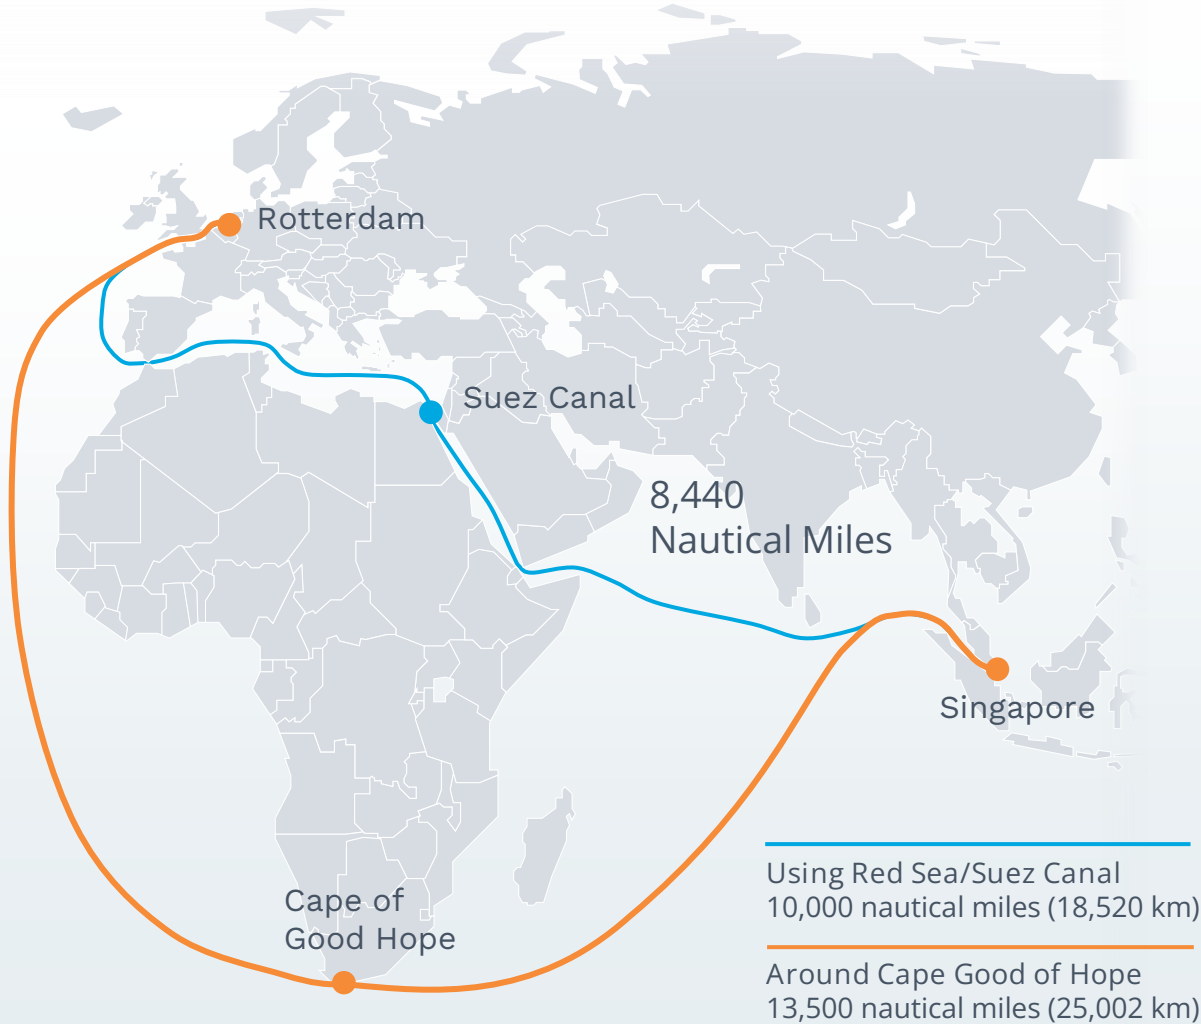 Rotterdam
Suez Canal
8,440
Nautical Miles
Singapore
Cape of
Good Hope
Using Red Sea/Suez Canal
10,000 nautical miles (18,520 km)
Around Cape Good of Hope
13,500 nautical miles (25,002 km)